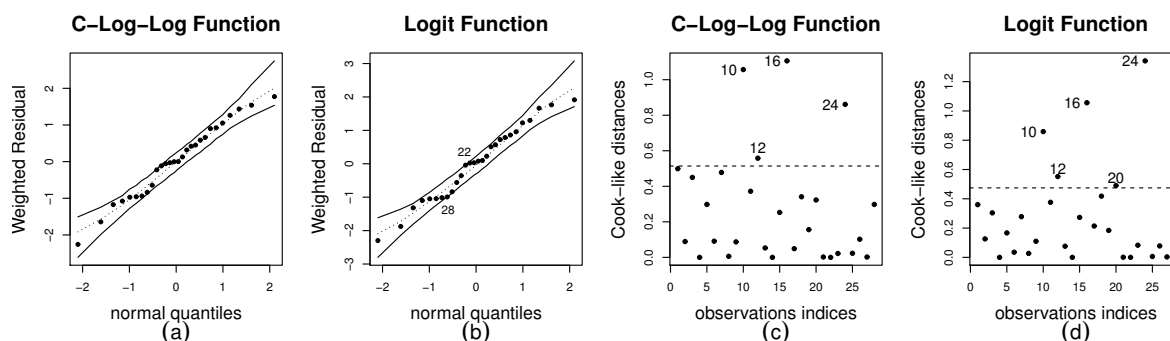 C−Log−Log Function
Weighted Residual
2
1
0
−1
−2
−2 −1 0 1 2
normal quantiles
(a)
Logit Function
Weighted Residual
3
2
1
0
−1
−2
−3
22
28
−2 −1 0 1 2
normal quantiles
(b)
C−Log−Log Function
Cook−like distances
1.0
0.8
0.6
0.4
0.2
0.0
10
16
24
12
0 5 10 15 20 25
observations indices
(c)
Logit Function
Cook−like distances
1.2
1.0
0.8
0.6
0.4
0.2
0.0
24
16
10
12
20
0 5 10 15 20 25
observations indices
(d)